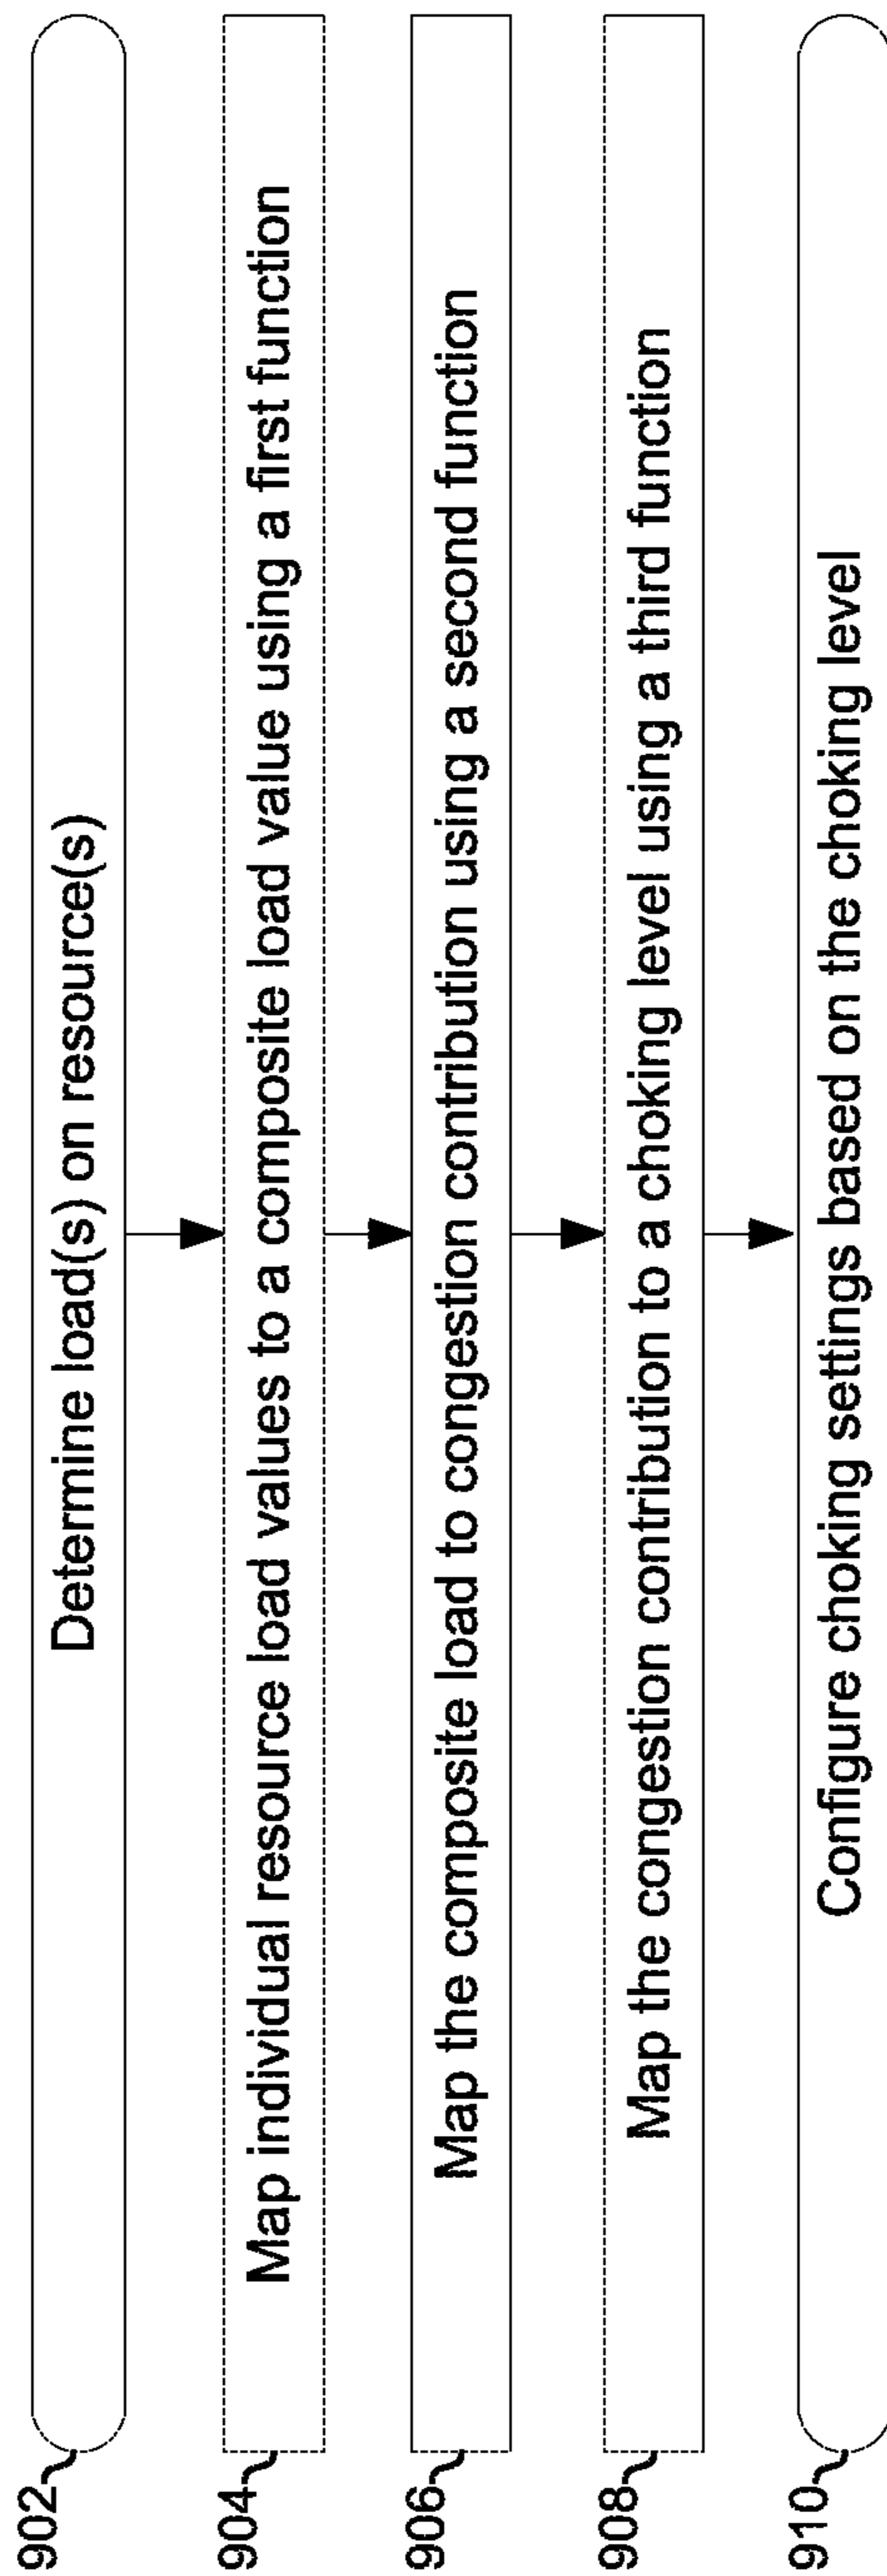 902
Determine load(s) on resource(s)
904
Map individual resource load values to a composite load value using a first function
906
Map the composite load to congestion contribution using a second function
908
Map the congestion contribution to a choking level using a third function
910
Configure choking settings based on the choking level